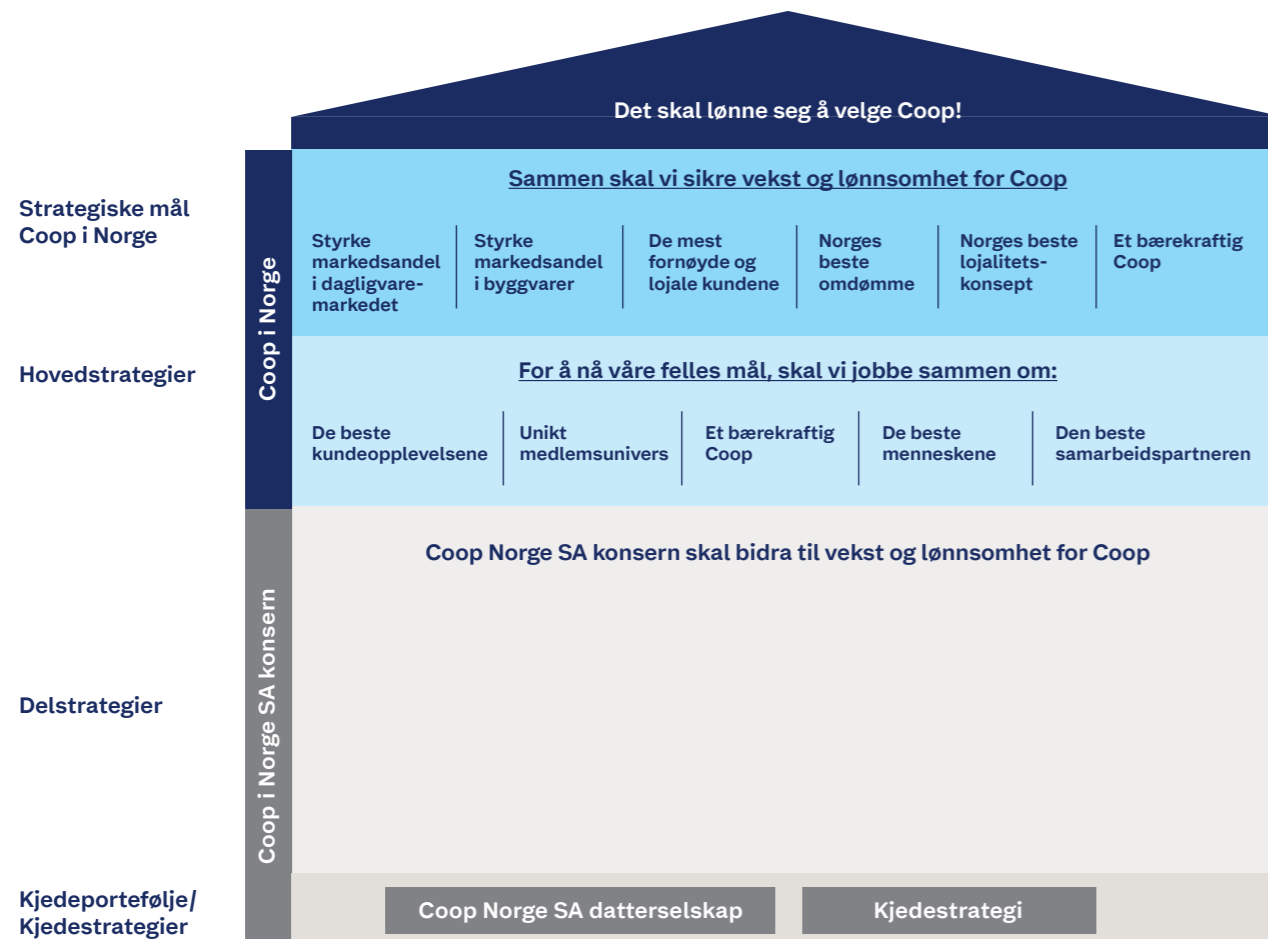 Det skal lønne seg å velge Coop!
Strategiske mål
Coop i Norge
Coop i Norge
Sammen skal vi sikre vekst og lønnsomhet for Coop
Styrke
markedsandel
i dagligvare-
markedet
Styrke
markedsandel
i byggvarer
De mest
fornøyde og
lojale kundene
Norges
beste
omdømme
Norges beste
lojalitets-
konsept
Et bærekraftig
Coop
Hovedstrategier
For å nå våre felles mål, skal vi jobbe sammen om:
De beste
kundeopplevelsene
Unikt
medlemsunivers
Et bærekraftig
Coop
De beste
menneskene
Den beste
samarbeidspartneren
Coop i Norge SA konsern
Coop Norge SA konsern skal bidra til vekst og lønnsomhet for Coop
Delstrategier
Kjedeportefølje/
Kjedestrategier
Coop Norge SA datterselskap
Kjedestrategi